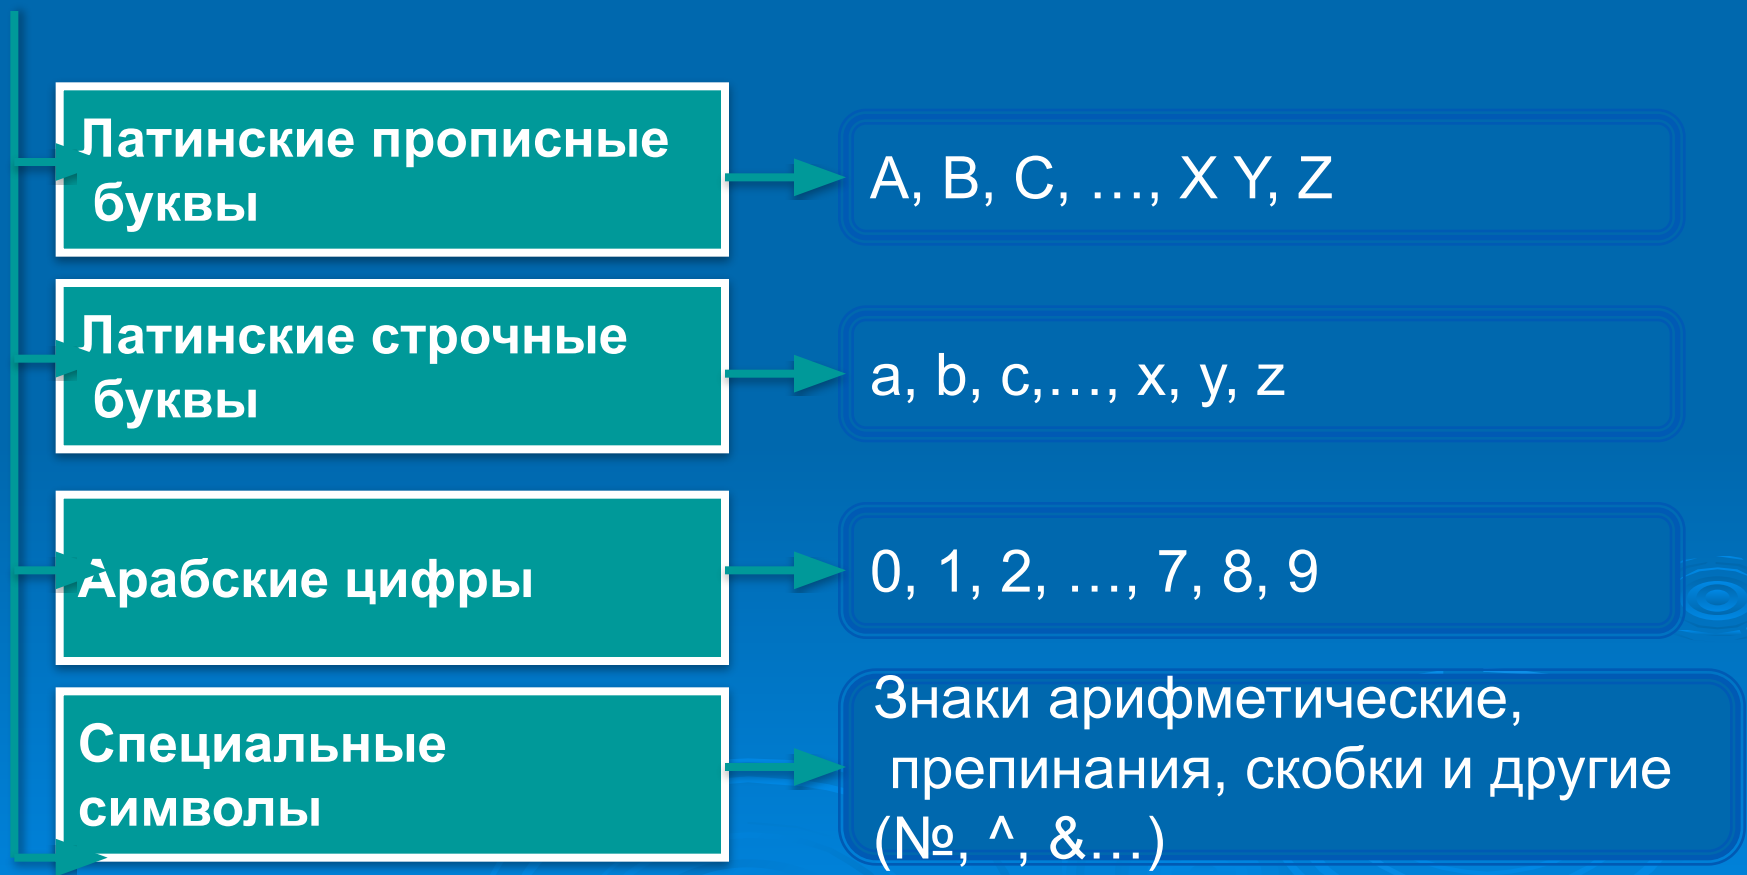 Латинские прописные
буквы
A, B, C, …, X Y, Z
Латинские строчные
буквы
a, b, c,…, x, y, z
Арабские цифры
0, 1, 2, …, 7, 8, 9
Специальные
символы
Знаки арифметические,
препинания, скобки и другие
(№, ^, &…)